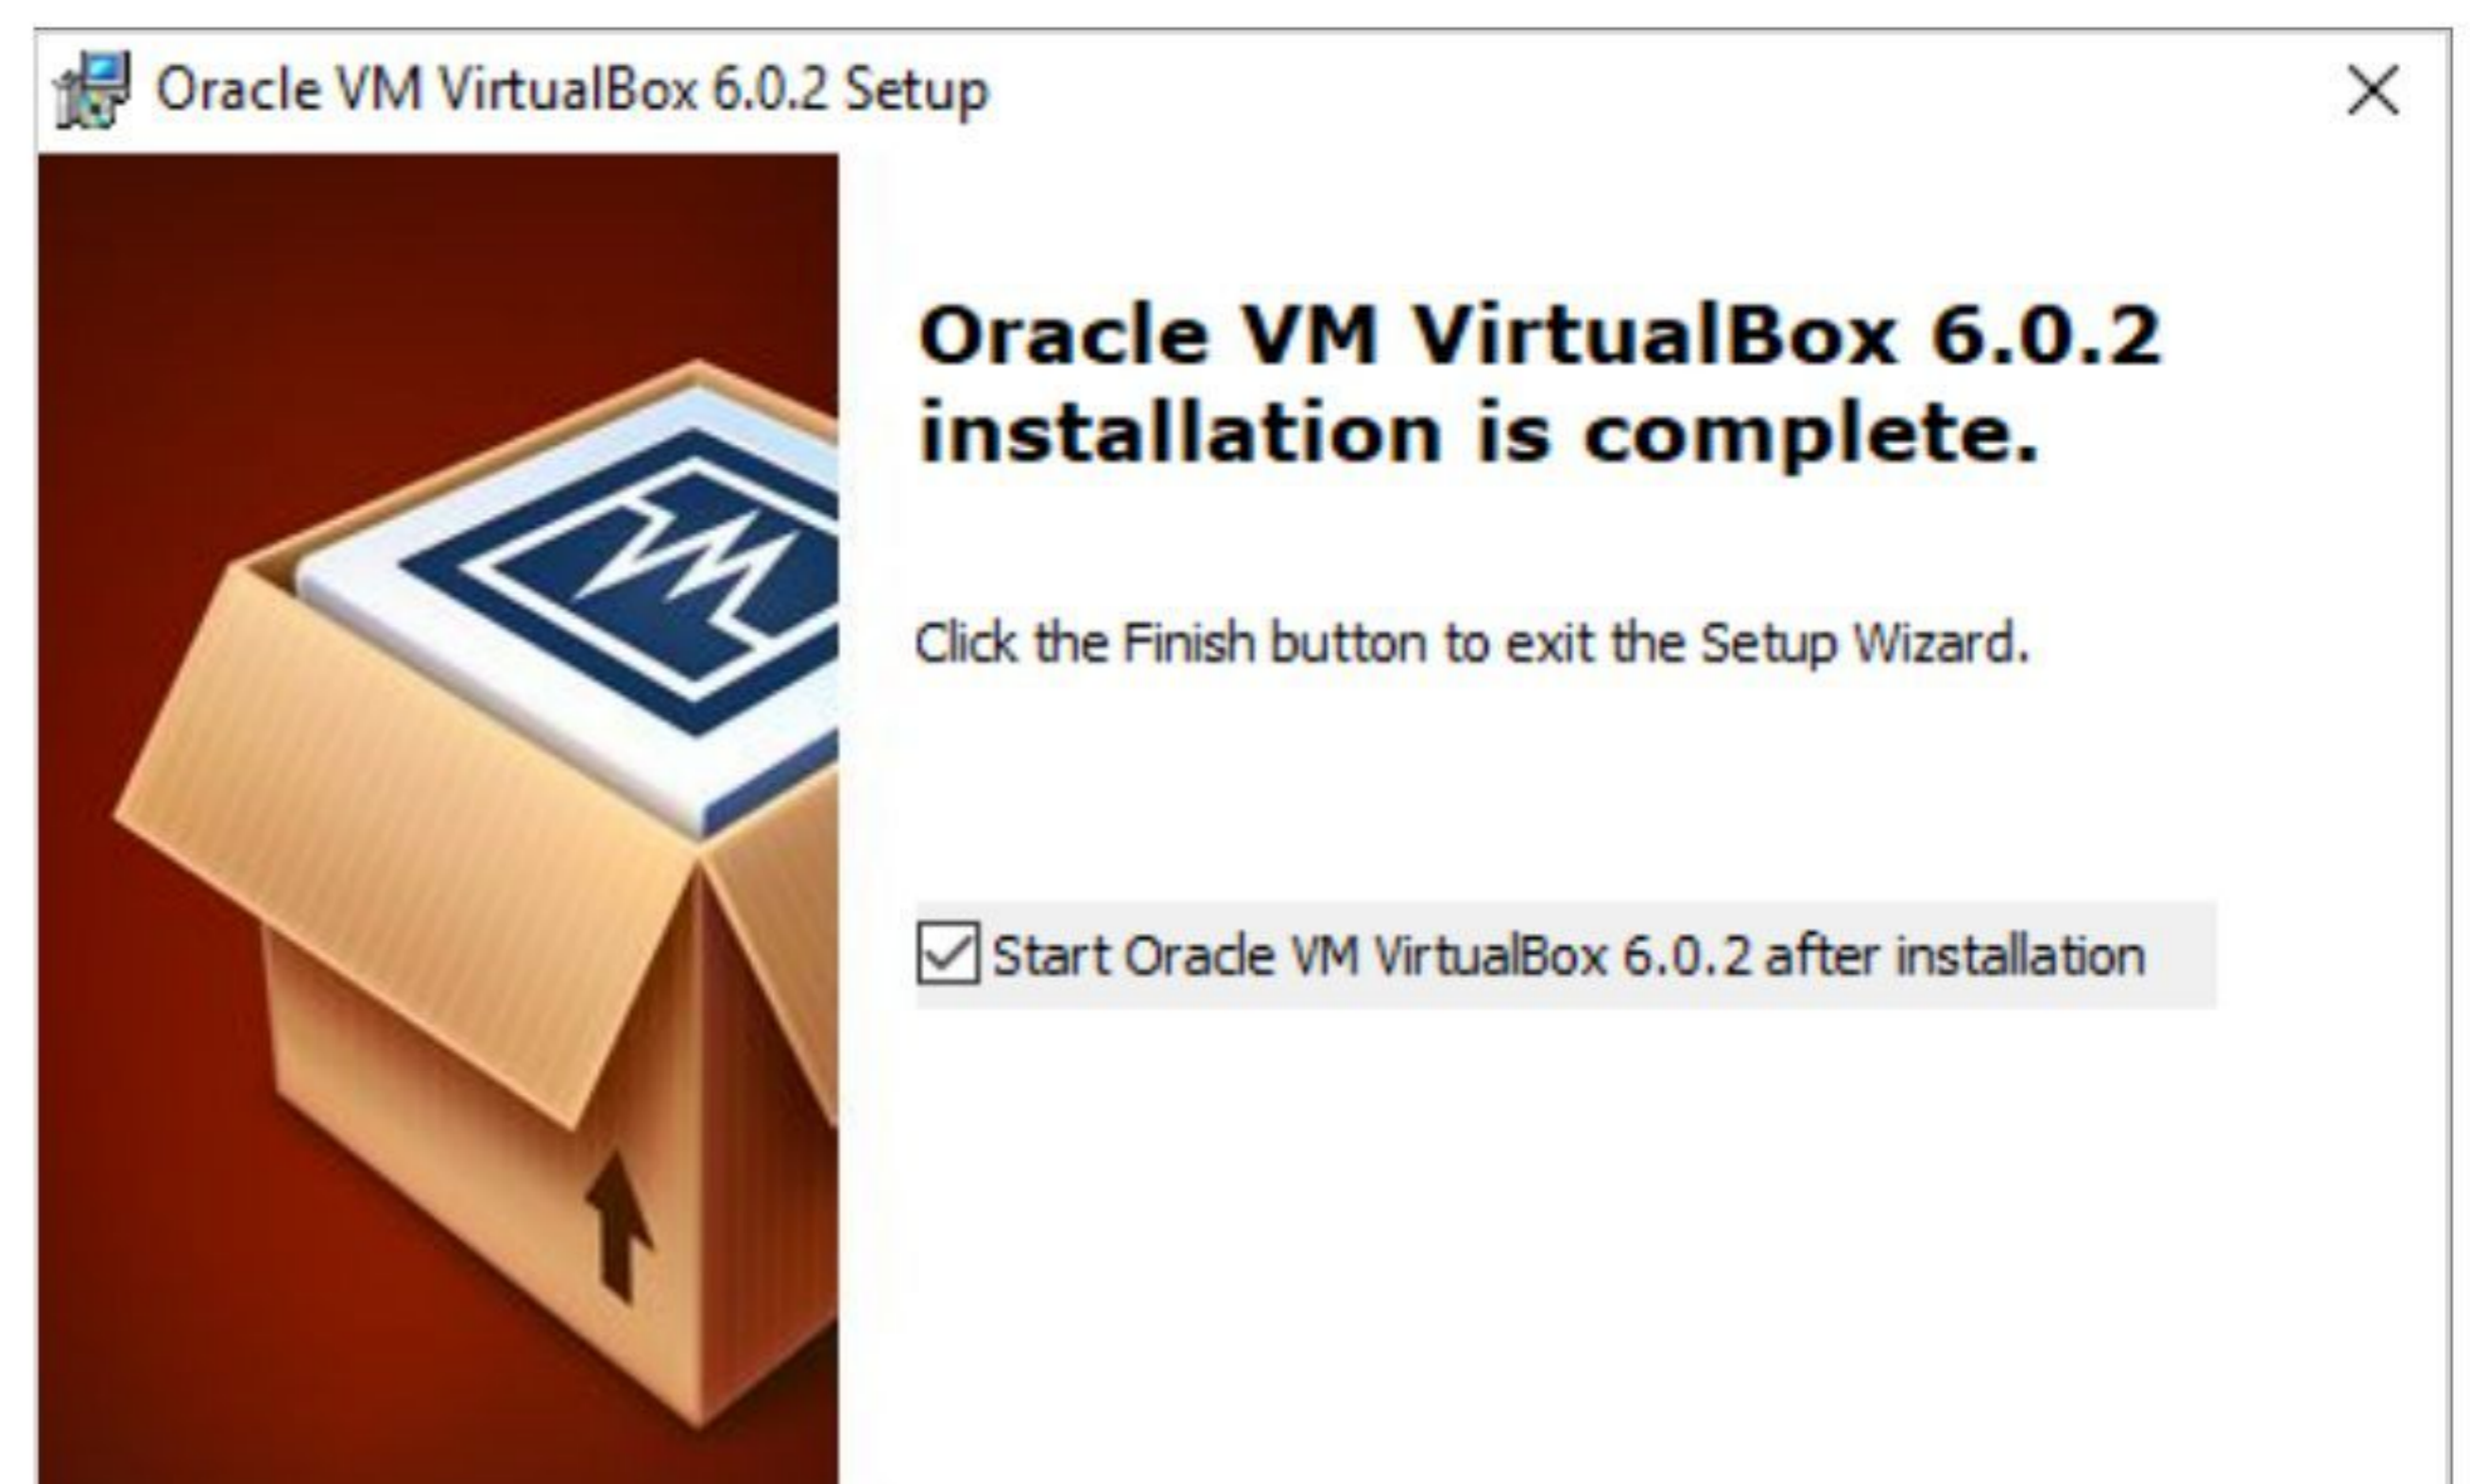 Oracle VM VirtualBox 6.0.2 Setup
Oracle VM VirtualBox 6.0.2
installation is complete.
Click the Finish button to exit the Setup Wizard.
Start Oracle VM VirtualBox 6.0.2 after installation
VM